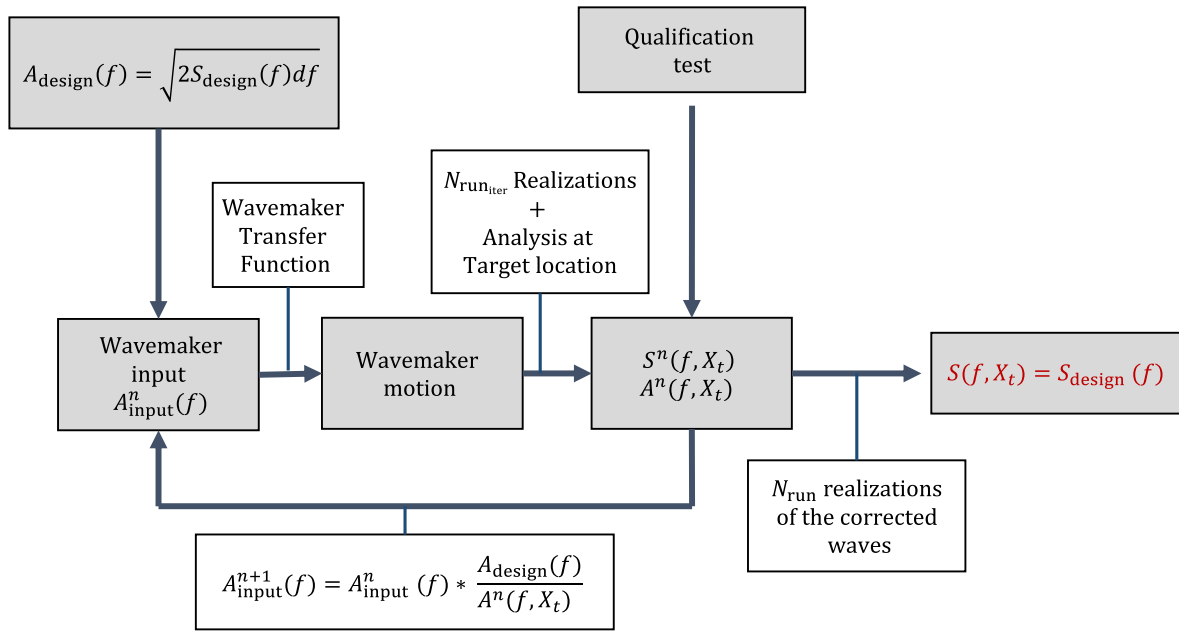 A_design(f) = √(2S_design(f)df)
Qualification
test
Wavemaker
Transfer
Function
N_run_iter Realizations
+
Analysis at
Target location
Wavemaker
input
A^n_input(f)
Wavemaker
motion
S^n(f, X_t)
A^n(f, X_t)
S(f, X_t) = S_design (f)
N_run realizations
of the corrected
waves
A^{n+1}_input(f) = A^n_input (f) * A_design(f) / A^n(f, X_t)